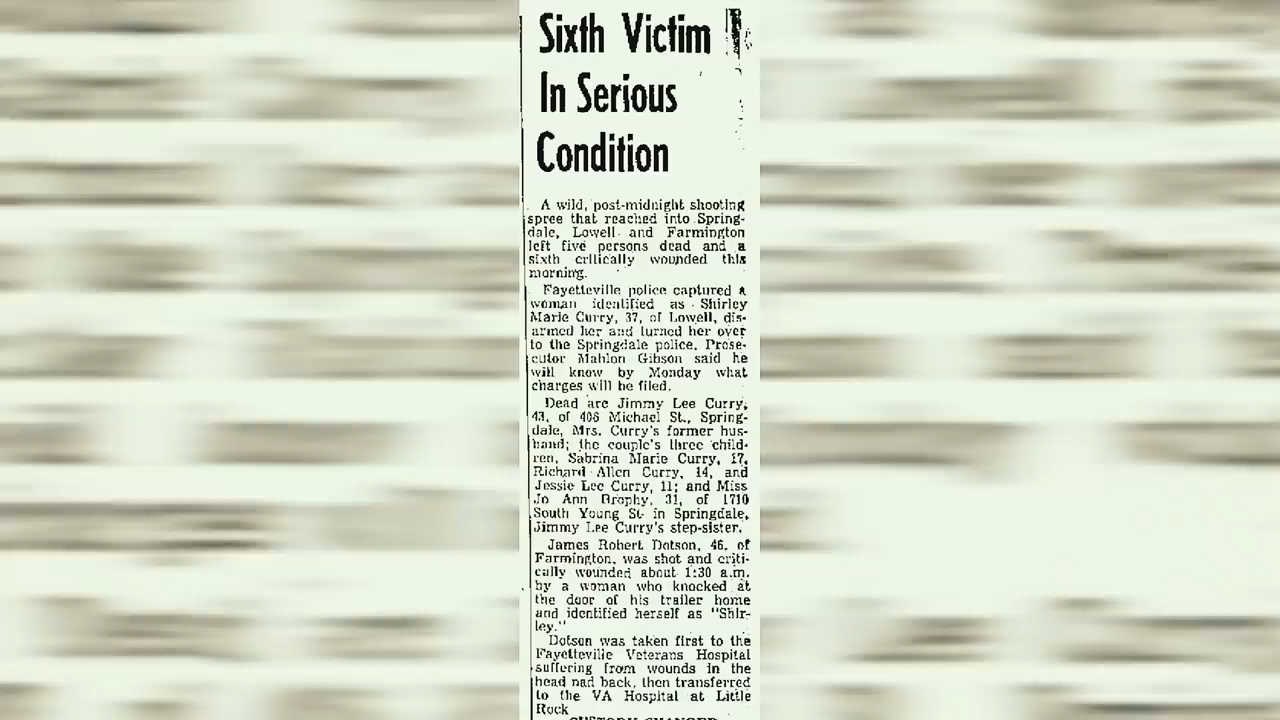 Sixth Victim
In Serious
Condition
A wild, post-midnight shooting
spree that reached into Spring-
dale, Lowell and Farmington
left five persons dead and a
sixth critically wounded this
morning.
Fayetteville police captured a
woman identified as Shirley
Marie Curry, 37, of Lowell, dis-
armed her and turned her over
to the Springdale police. Prose-
cutor Mahlon Gibson said he
will know by Monday what
charges will be filed.
Dead are Jimmy Lee Curry,
43, of 406 Michael St., Spring-
dale, Mrs. Curry's former hus-
band; the couple's three child-
ren, Sabrina Marie Curry, 17,
Richard Allen Curry, 14, and
Jessie Lee Curry, 11; and Miss
Jo Ann Brophy, 31, of 1710
South Young St. in Springdale,
Jimmy Lee Curry's step-sister.
James Robert Dotson, 46, of
Farmington, was shot and criti-
cally wounded about 1:30 a.m.
by a woman who knocked at
the door of his trailer home
and identified herself as "Shir-
ley."
Dotson was taken first to the
Fayetteville Veterans Hospital
suffering from wounds in the
head nad back, then transferred
to the VA Hospital at Little
Rock
CUSTODY CHANGED